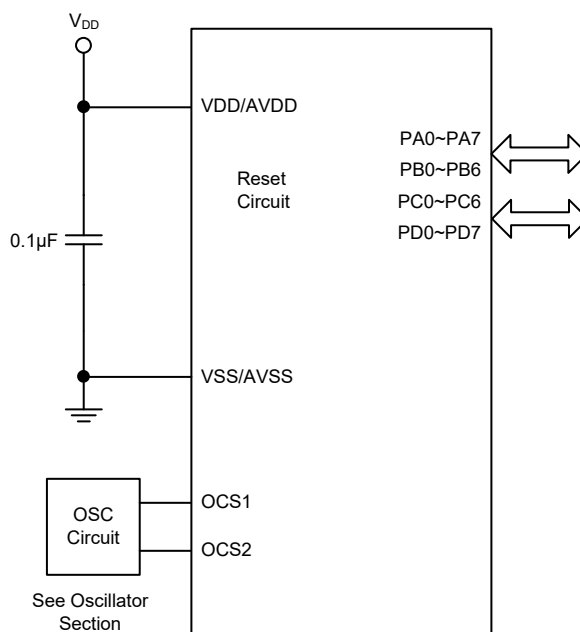 VDD
VDD/AVDD
PA0~PA7
PB0~PB6
Reset
Circuit
PC0~PC6
PD0~PD7
0.1µF
VSS/AVSS
OSC
Circuit
OCS1
OCS2
See Oscillator
Section